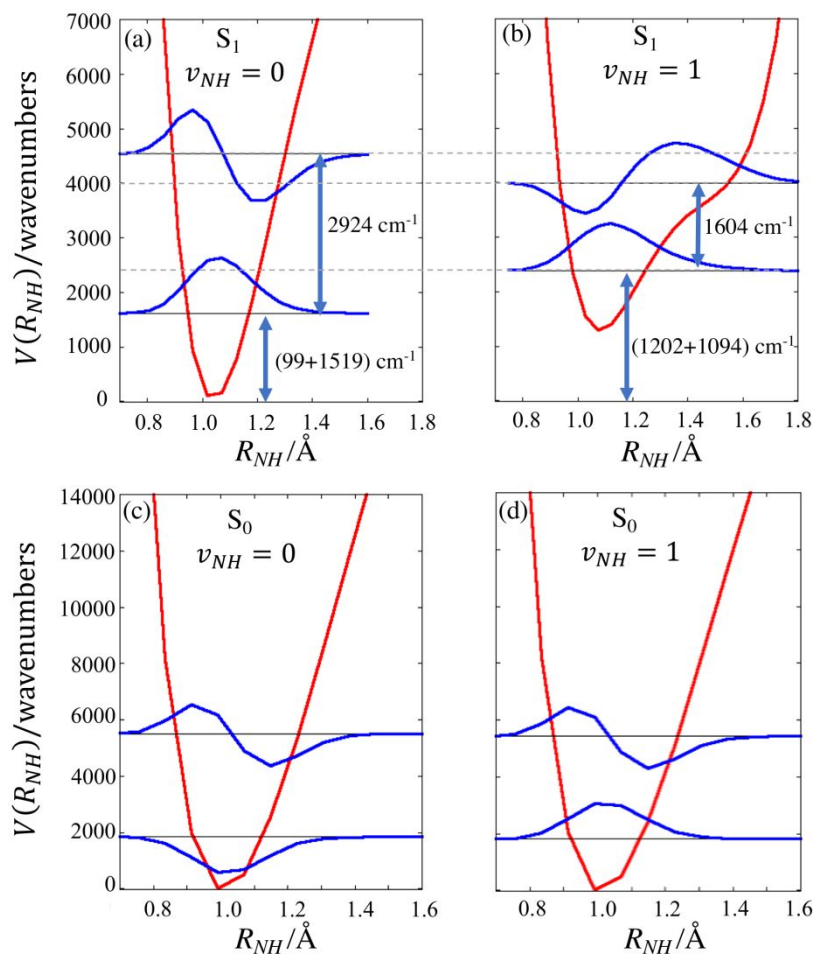 (a)
S₁
v_NH = 0
7000
6000
5000
4000
3000
2000
1000
0
V(R_NH)/wavenumbers
2924 cm⁻¹
(99+1519) cm⁻¹
0.8 1.0 1.2 1.4 1.6
R_NH/Å
(b)
S₁
v_NH = 1
1604 cm⁻¹
(1202+1094) cm⁻¹
0.8 1.0 1.2 1.4 1.6 1.8
R_NH/Å
(c)
S₀
v_NH = 0
14000
12000
10000
8000
6000
4000
2000
0
V(R_NH)/wavenumbers
0.8 1.0 1.2 1.4 1.6
R_NH/Å
(d)
S₀
v_NH = 1
0.8 1.0 1.2 1.4 1.6
R_NH/Å